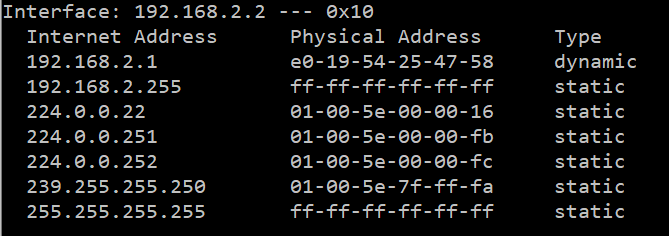 Interface: 192.168.2.2 --- 0x10
Internet Address Physical Address Type
192.168.2.1 e0-19-54-25-47-58 dynamic
192.168.2.255 ff-ff-ff-ff-ff-ff static
224.0.0.22 01-00-5e-00-00-16 static
224.0.0.251 01-00-5e-00-00-fb static
224.0.0.252 01-00-5e-00-00-fc static
239.255.255.250 01-00-5e-7f-ff-fa static
255.255.255.255 ff-ff-ff-ff-ff-ff static